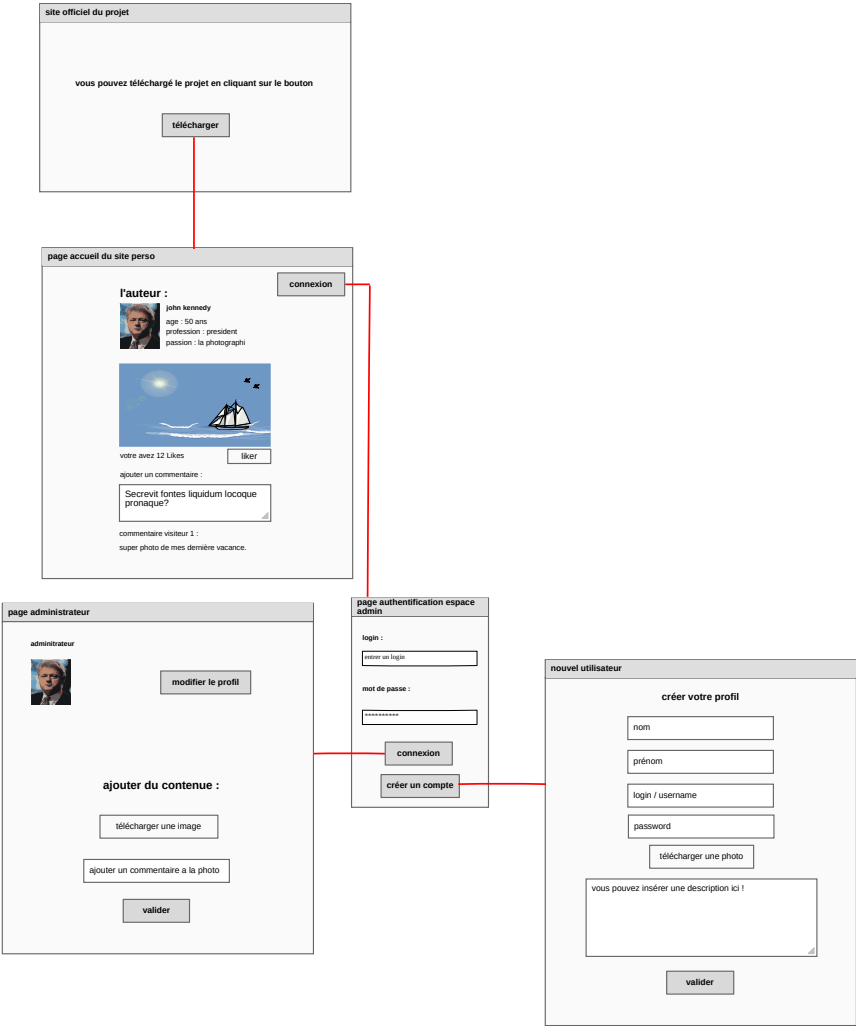 site officiel du projet
vous pouvez téléchargé le projet en cliquant sur le bouton
télécharger
page accueil du site perso
connexion
l'auteur :
john kennedy
age : 50 ans
profession : president
passion : la photographi
votre avez 12 Likes
liker
ajouter un commentaire :
Secrevit fontes liquidum locoque
pronaque?
commentaire visiteur 1 :
super photo de mes dernière vacance.
page administrateur
adminitrateur
modifier le profil
ajouter du contenue :
télécharger une image
ajouter un commentaire a la photo
valider
page authentification espace
admin
login :
entrer un login
mot de passe :
**********
connexion
créer un compte
nouvel utilisateur
créer votre profil
nom
prénom
login / username
password
télécharger une photo
vous pouvez insérer une description ici !
valider